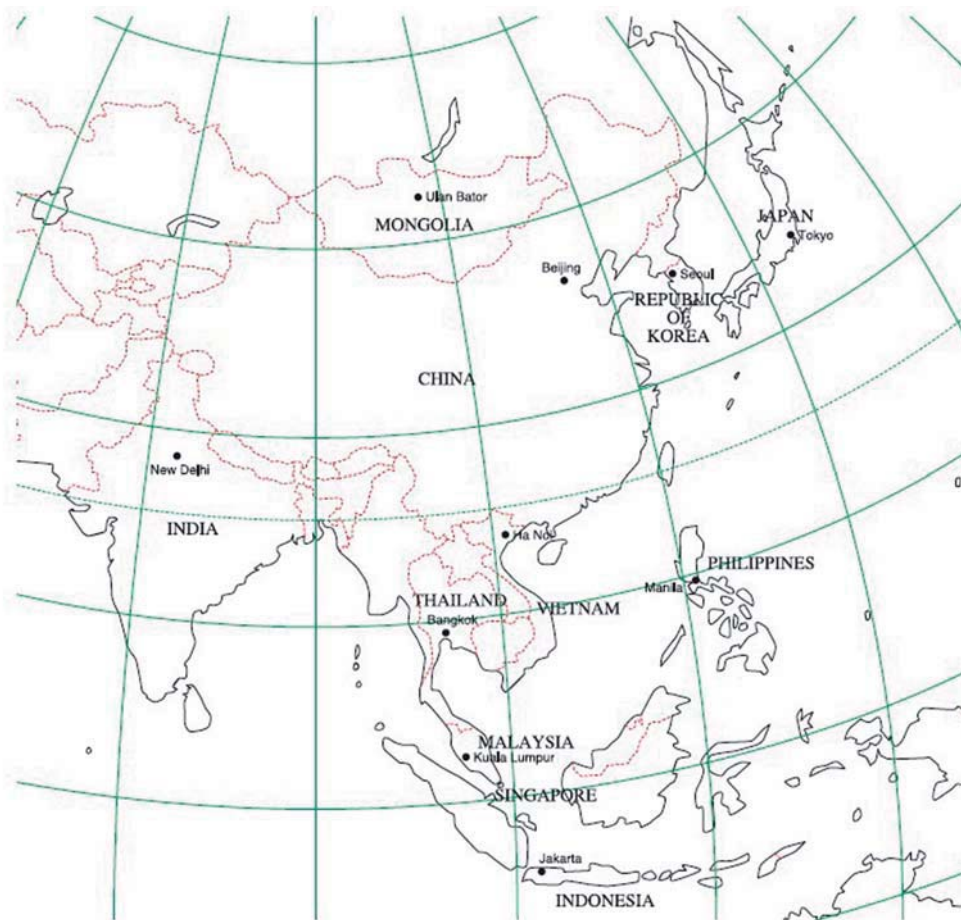 Ulan Bator
MONGOLIA
JAPAN
Tokyo
Beijing
Seoul
REPUBLIC
OF
KOREA
CHINA
New Delhi
INDIA
Ha Noi
PHILIPPINES
Manila
THAILAND
VIETNAM
Bangkok
MALAYSIA
Kuala Lumpur
SINGAPORE
Jakarta
INDONESIA